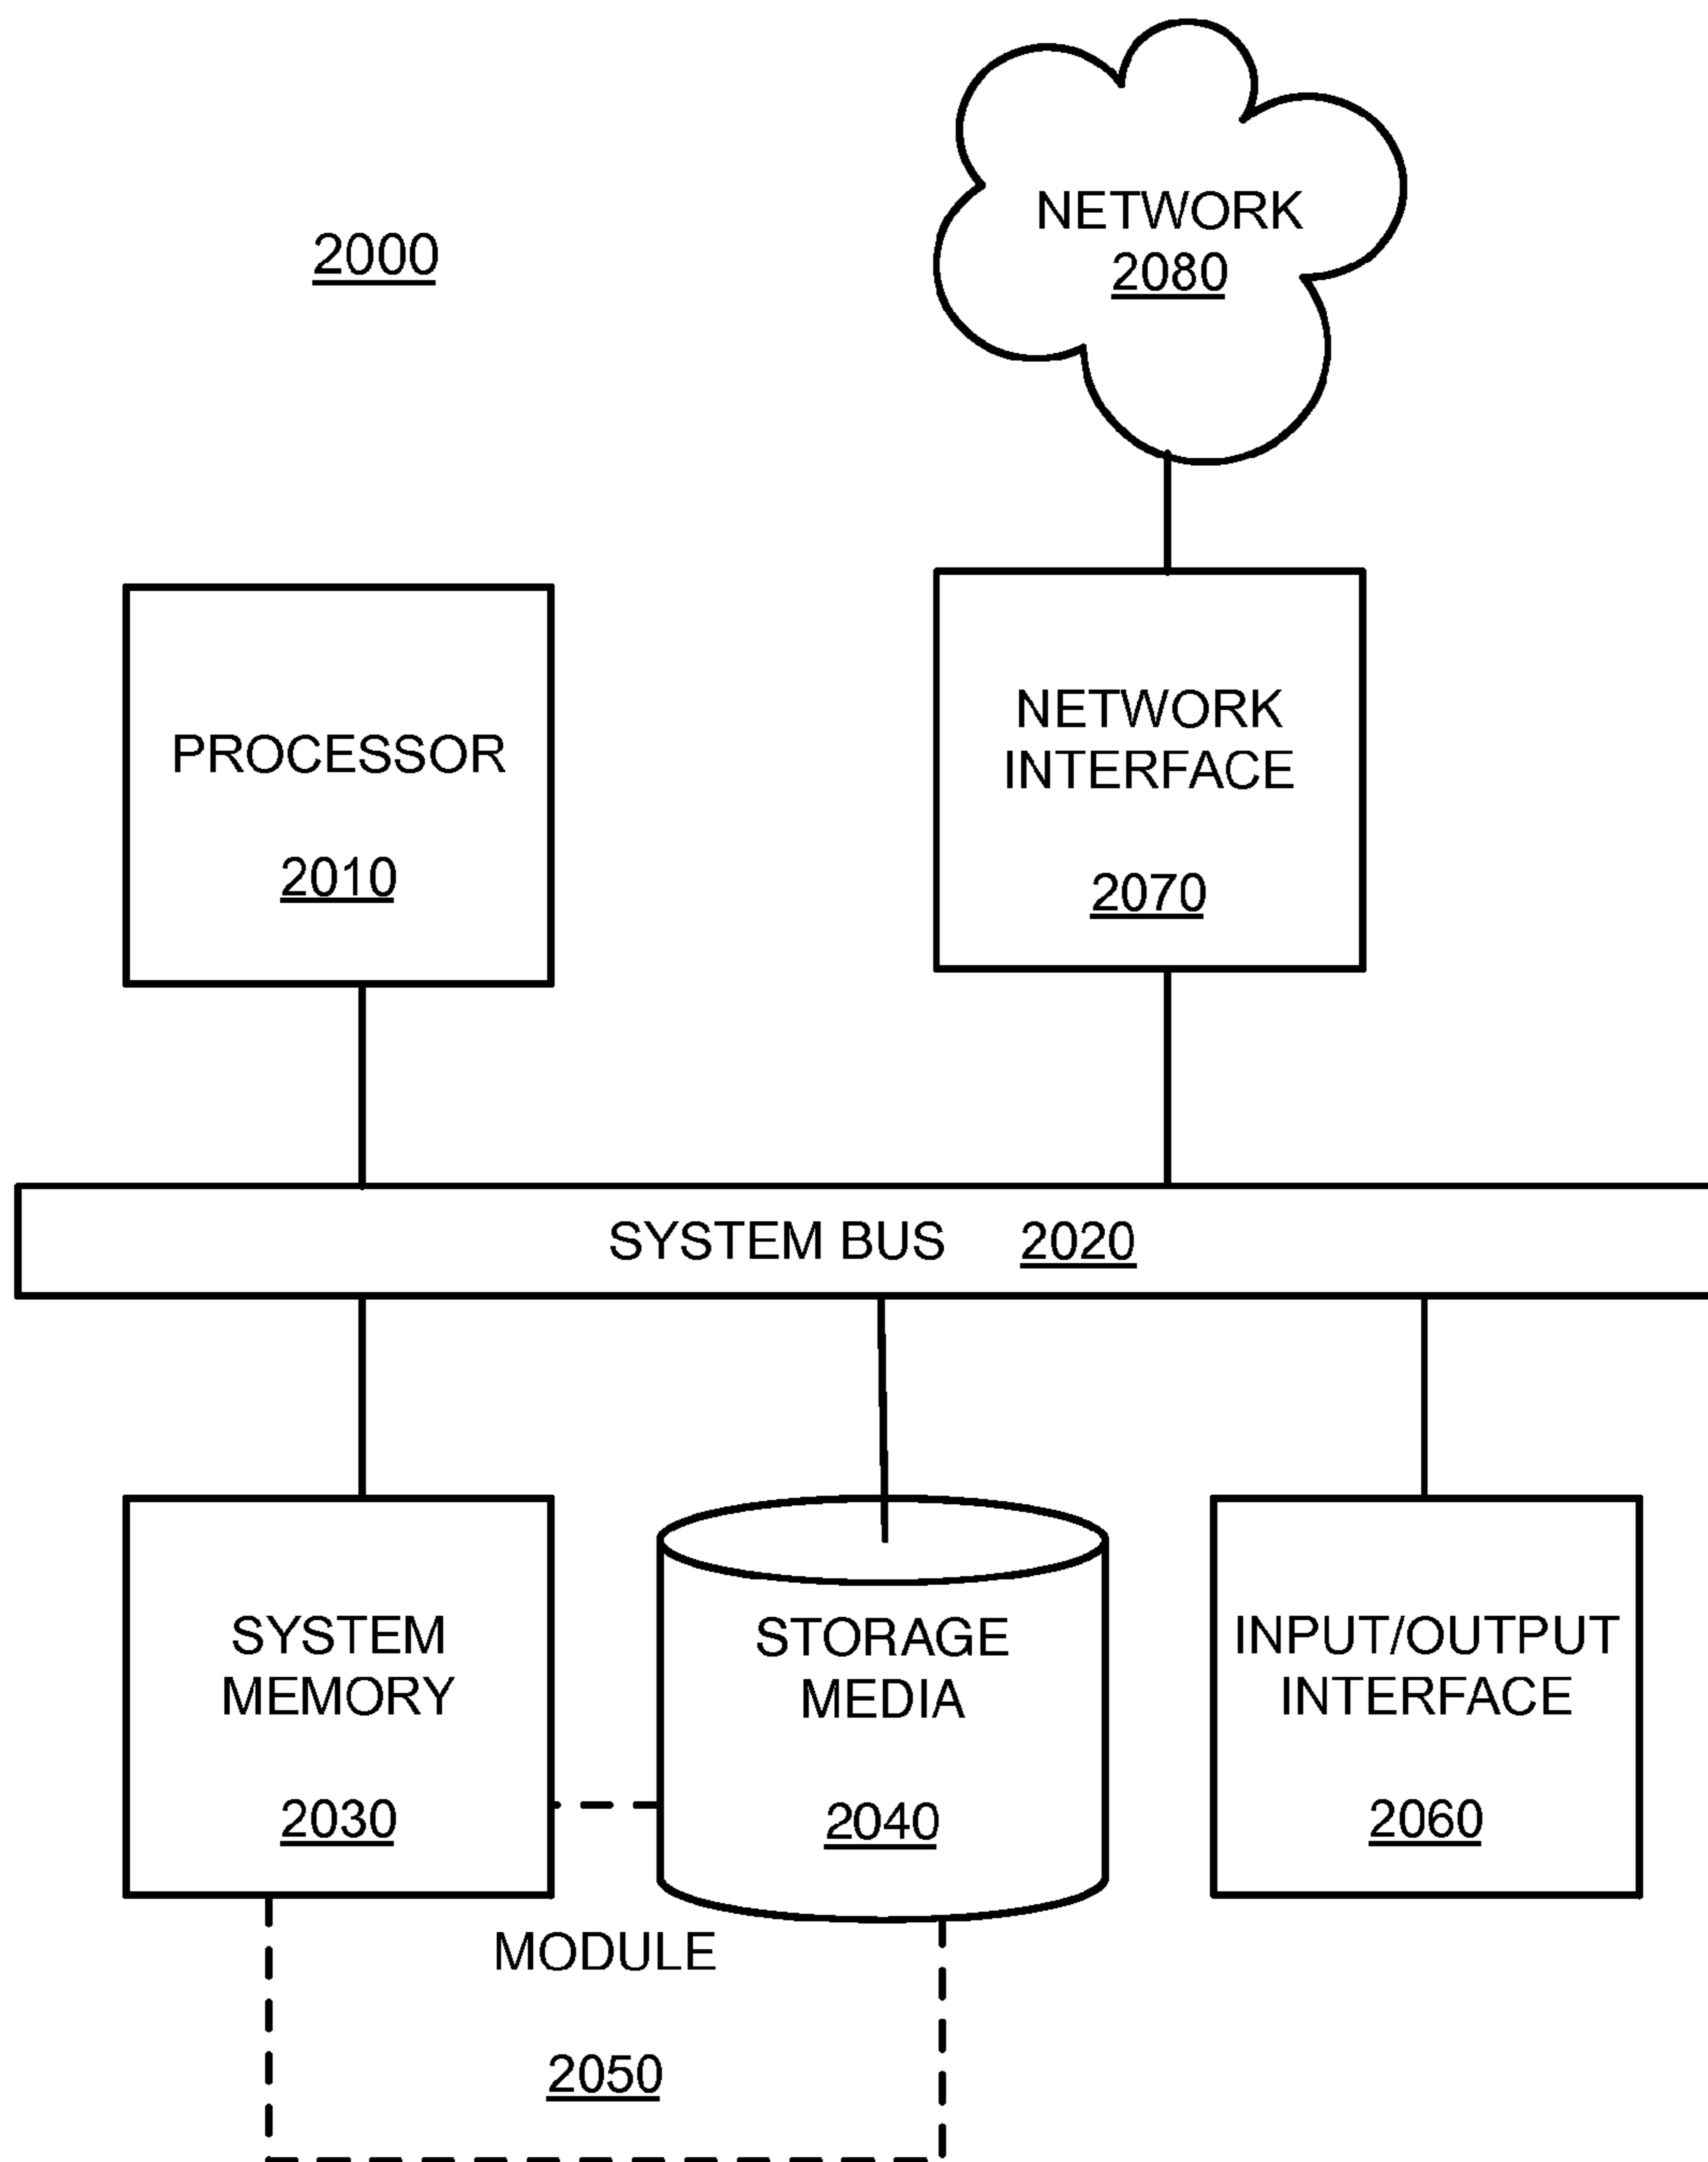 NETWORK
2080
2000
PROCESSOR
2010
NETWORK
INTERFACE
2070
SYSTEM BUS 2020
SYSTEM
MEMORY
2030
STORAGE
MEDIA
2040
INPUT/OUTPUT
INTERFACE
2060
MODULE
2050